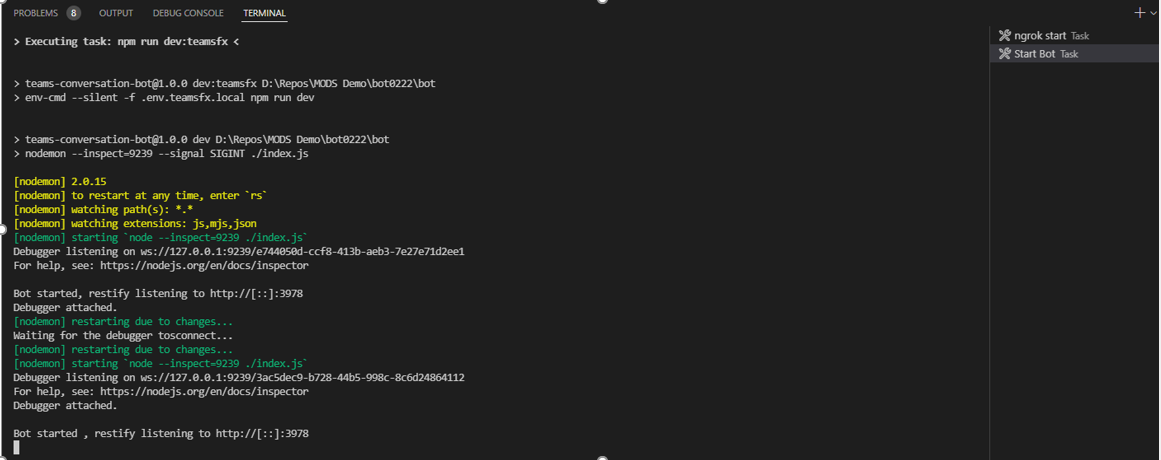 PROBLEMS 8 OUTPUT DEBUG CONSOLE TERMINAL
> Executing task: npm run dev:teamsfx <
> teams-conversation-bot@1.0.0 dev:teamsfx D:\Repos\MODS Demo\bot0222\bot
> env-cmd --silent -f .env.teamsfx.local npm run dev
> teams-conversation-bot@1.0.0 dev D:\Repos\MODS Demo\bot0222\bot
> nodemon --inspect=9239 --signal SIGINT ./index.js
[nodemon] 2.0.15
[nodemon] to restart at any time, enter `rs`
[nodemon] watching path(s): *.*
[nodemon] watching extensions: js,mjs,json
[nodemon] starting `node --inspect=9239 ./index.js`
Debugger listening on ws://127.0.0.1:9239/e744050d-ccf8-413b-aeb3-7e27e71d2ee1
For help, see: https://nodejs.org/en/docs/inspector
Bot started, restify listening to http://[::]:3978
Debugger attached.
[nodemon] restarting due to changes...
Waiting for the debugger tosconnect...
[nodemon] restarting due to changes...
[nodemon] starting `node --inspect=9239 ./index.js`
Debugger listening on ws://127.0.0.1:9239/3ac5dec9-b728-44b5-998c-8c6d24864112
For help, see: https://nodejs.org/en/docs/inspector
Debugger attached.
Bot started , restify listening to http://[::]:3978
ngrok start Task
Start Bot Task